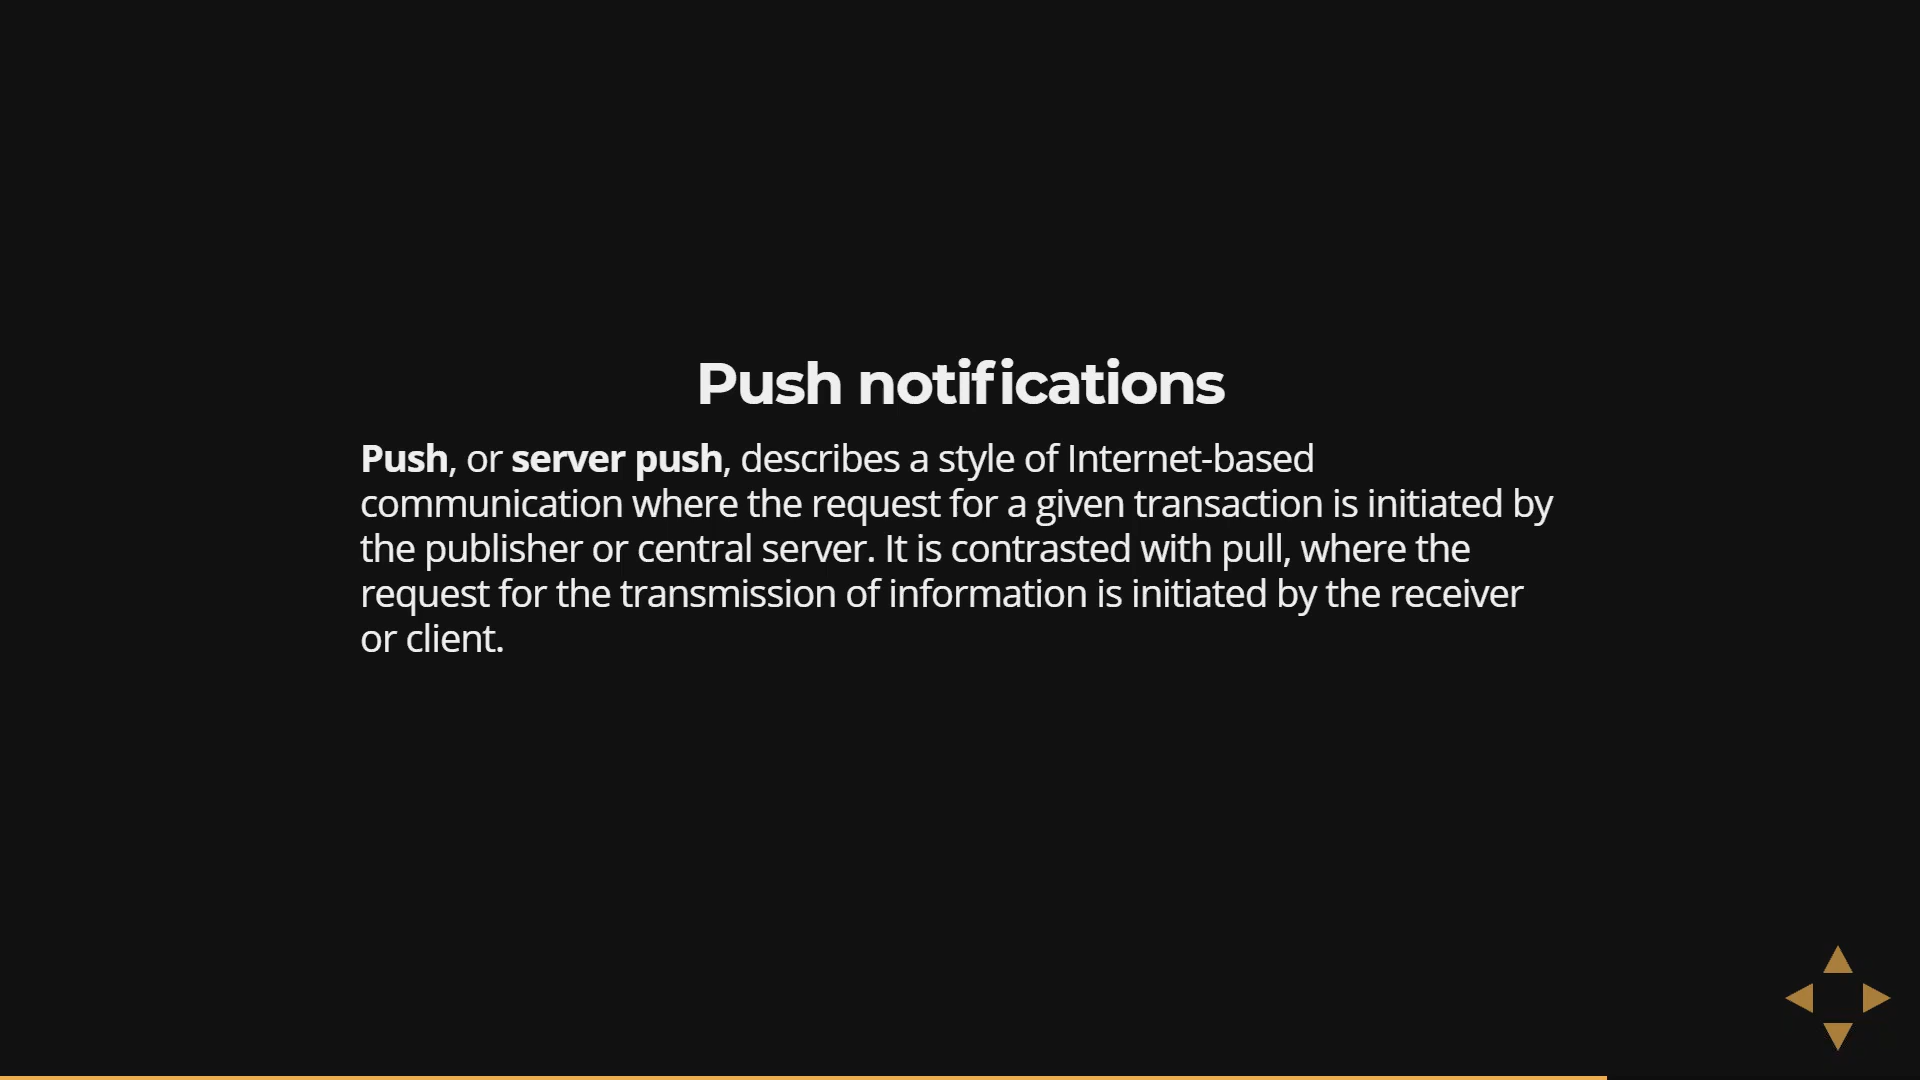 Push notifications
Push, or server push, describes a style of Internet-based
communication where the request for a given transaction is initiated by
the publisher or central server. It is contrasted with pull, where the
request for the transmission of information is initiated by the receiver
or client.